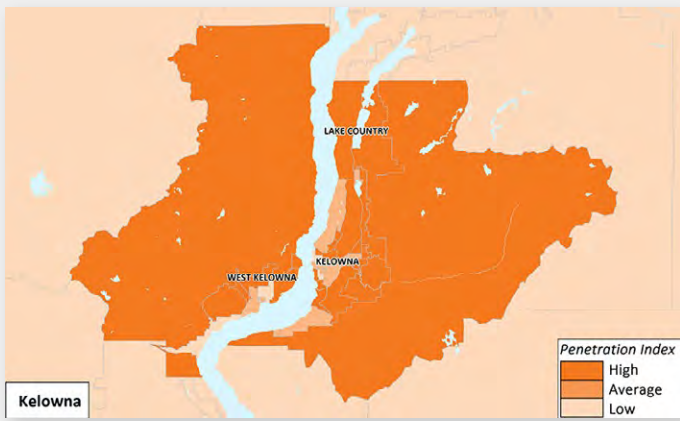 LAKE COUNTRY
KELOWNA
WEST KELOWNA
Penetration Index
High
Average
Low
Kelowna